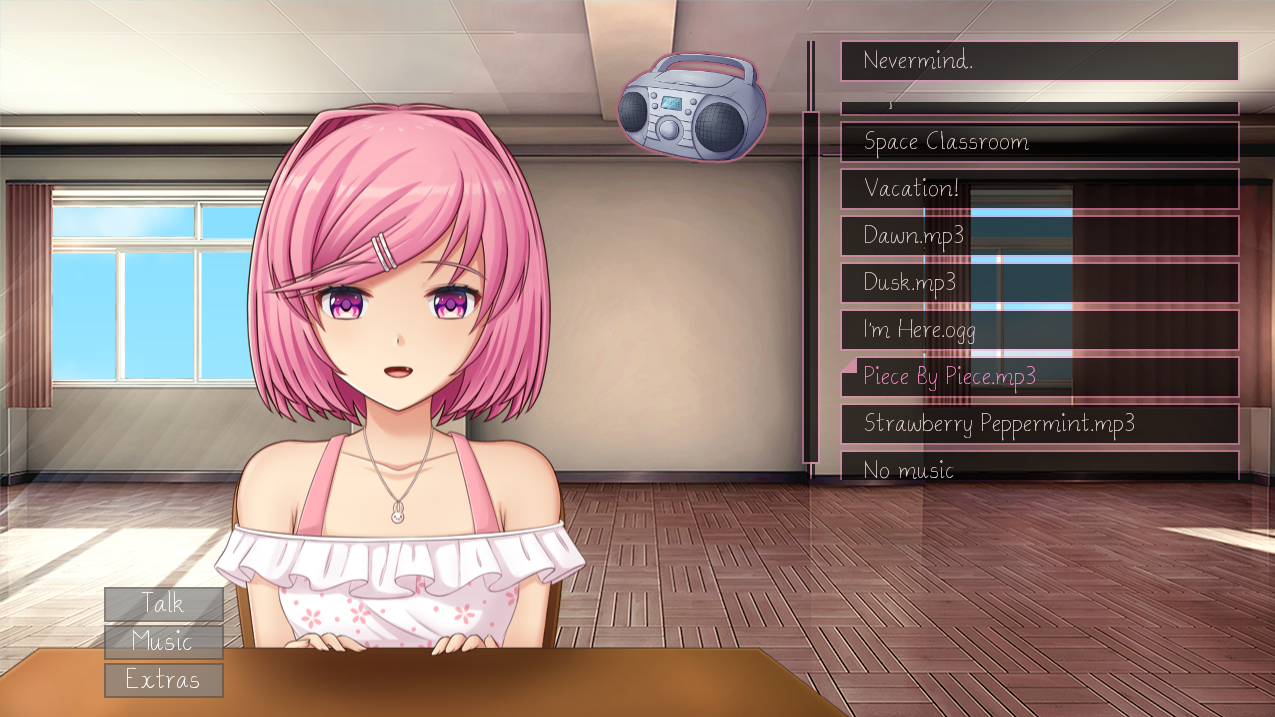 Nevermind.
Space Classroom
Vacation!
Dawn.mp3
Dusk.mp3
I'm Here.ogg
Piece By Piece.mp3
Strawberry Peppermint.mp3
No music
Talk
Music
Extras